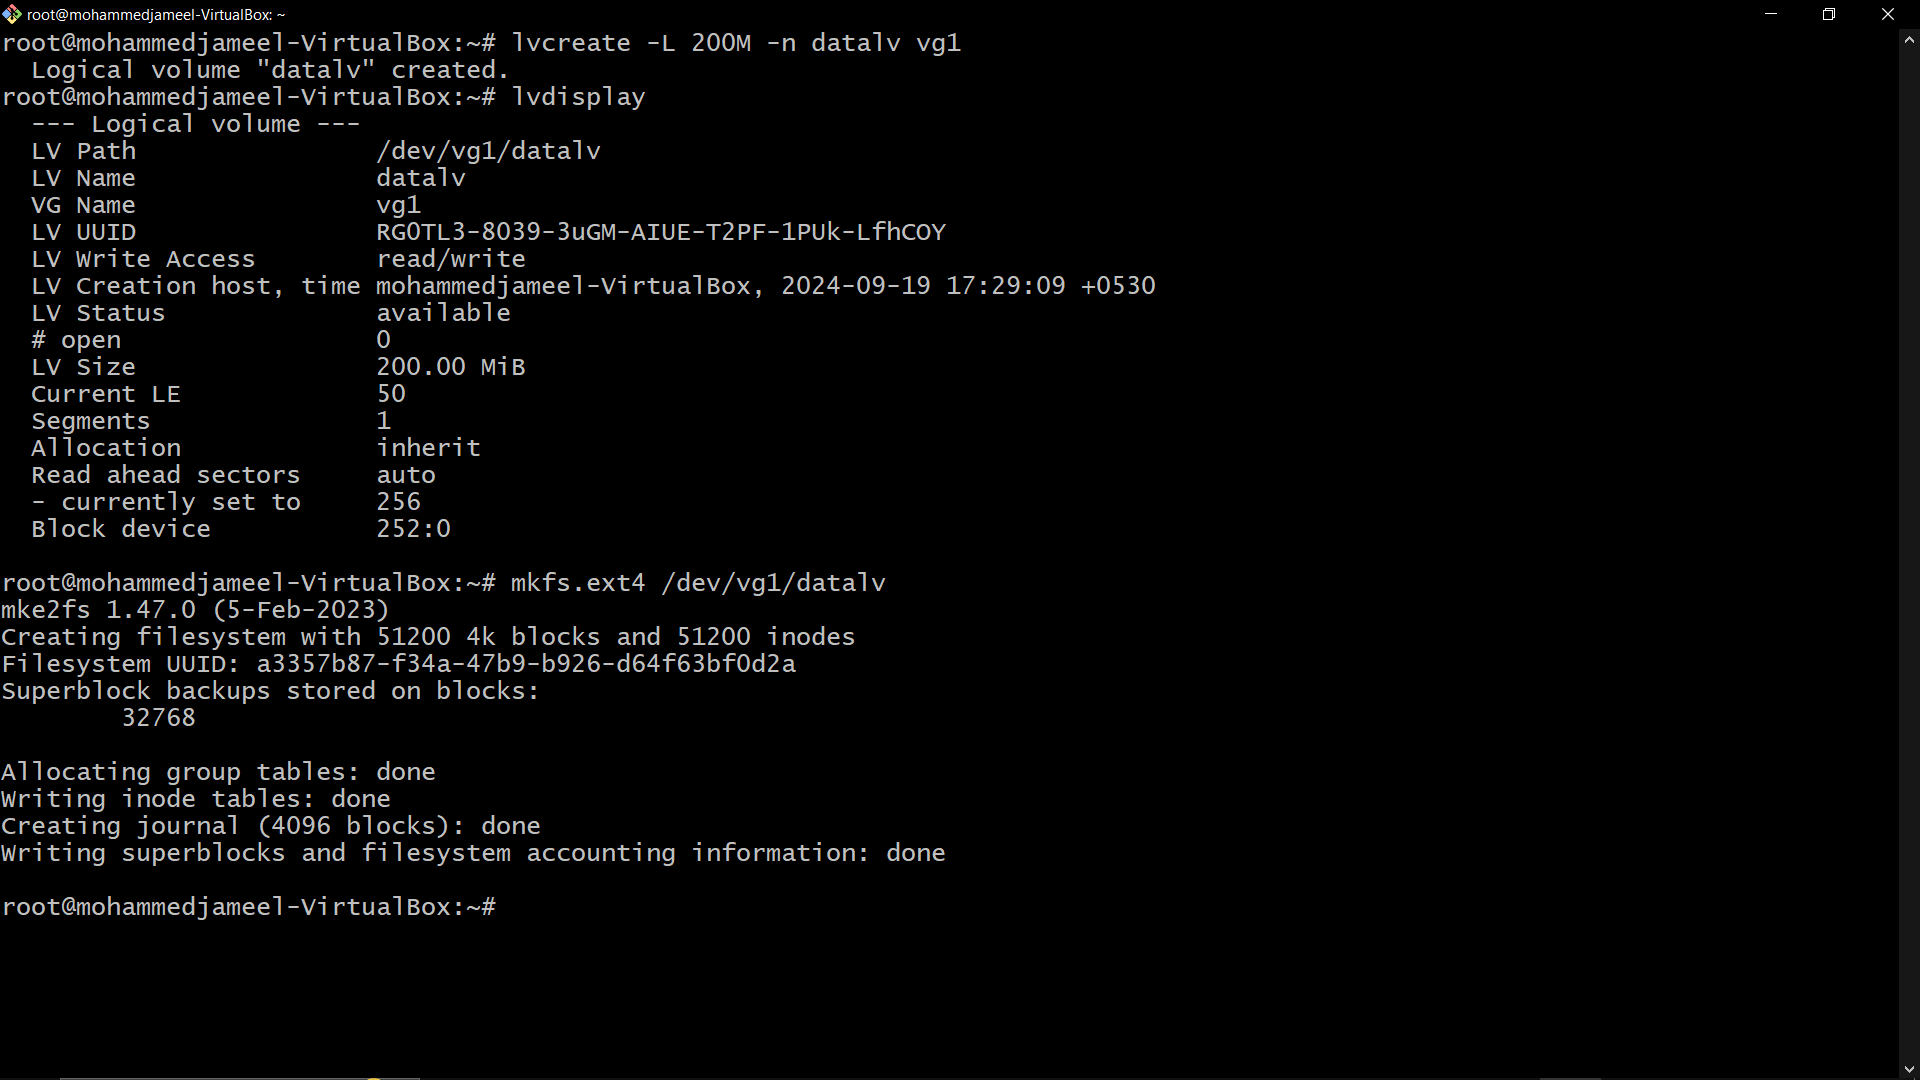 root@mohammedjameel-VirtualBox: ~
root@mohammedjameel-VirtualBox:~# lvcreate -L 200M -n datalv vg1
  Logical volume "datalv" created.
root@mohammedjameel-VirtualBox:~# lvdisplay
  --- Logical volume ---
  LV Path                /dev/vg1/datalv
  LV Name                datalv
  VG Name                vg1
  LV UUID                RG0TL3-8O39-3uGM-AIUE-T2PF-1PUk-LfhCOY
  LV Write Access        read/write
  LV Creation host, time mohammedjameel-VirtualBox, 2024-09-19 17:29:09 +0530
  LV Status              available
  # open                 0
  LV Size                200.00 MiB
  Current LE             50
  Segments               1
  Allocation             inherit
  Read ahead sectors     auto
  - currently set to     256
  Block device           252:0
root@mohammedjameel-VirtualBox:~# mkfs.ext4 /dev/vg1/datalv
mke2fs 1.47.0 (5-Feb-2023)
Creating filesystem with 51200 4k blocks and 51200 inodes
Filesystem UUID: a3357b87-f34a-47b9-b926-d64f63bf0d2a
Superblock backups stored on blocks:
        32768
Allocating group tables: done
Writing inode tables: done
Creating journal (4096 blocks): done
Writing superblocks and filesystem accounting information: done
root@mohammedjameel-VirtualBox:~#